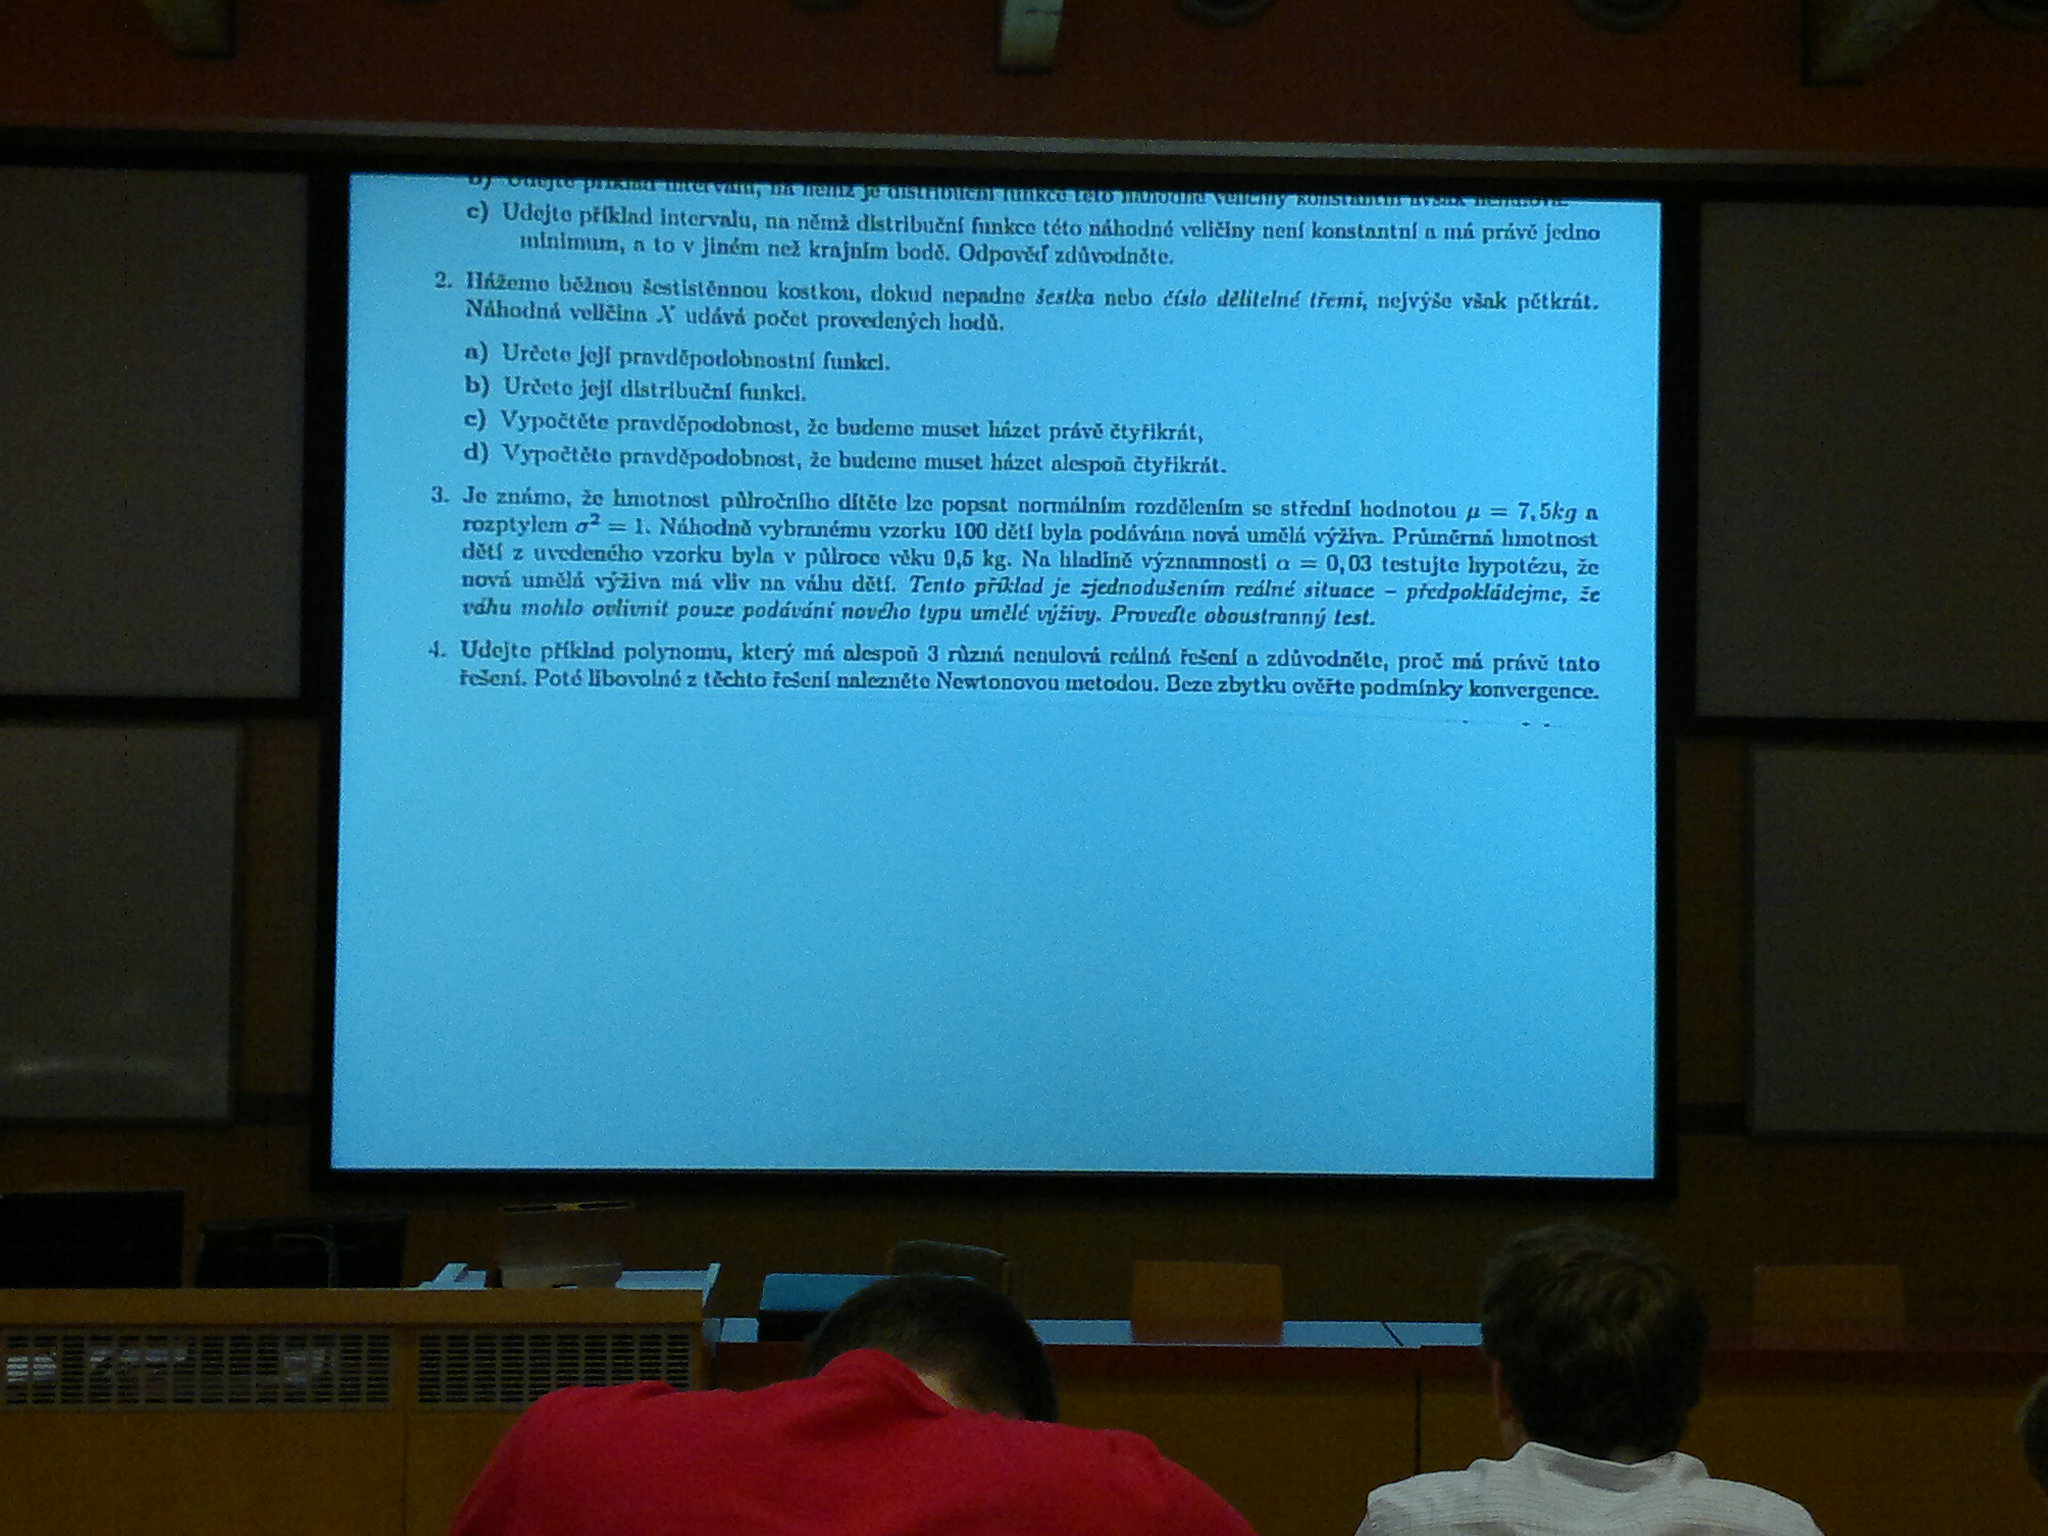 b) Udejte příklad intervalu, na němž je distribuční funkce této náhodné veličiny konstantní avšak nenulová.
c) Udejte příklad intervalu, na němž distribuční funkce této náhodné veličiny není konstantní a má právě jedno
minimum, a to v jiném než krajním bodě. Odpověď zdůvodněte.
2. Házeme běžnou šestistěnnou kostkou, dokud nepadne šestka nebo číslo dělitelné třemi, nejvýše však pětkrát.
Náhodná veličina X udává počet provedených hodů.
a) Určete její pravděpodobnostní funkci.
b) Určete její distribuční funkci.
c) Vypočtěte pravděpodobnost, že budeme muset házet právě čtyřikrát,
d) Vypočtěte pravděpodobnost, že budeme muset házet alespoň čtyřikrát.
3. Je známo, že hmotnost půlročního dítěte lze popsat normálním rozdělením se střední hodnotou μ = 7,5kg a
rozptylem σ² = 1. Náhodně vybranému vzorku 100 dětí byla podávána nová umělá výživa. Průměrná hmotnost
dětí z uvedeného vzorku byla v půlroce věku 9,5 kg. Na hladině významnosti α = 0,03 testujte hypotézu, že
nová umělá výživa má vliv na váhu dětí. Tento příklad je zjednodušením reálné situace – předpokládejme, že
váhu mohlo ovlivnit pouze podávání nového typu umělé výživy. Proveďte oboustranný test.
4. Udejte příklad polynomu, který má alespoň 3 různá nenulová reálná řešení a zdůvodněte, proč má právě tato
řešení. Poté libovolné z těchto řešení nalezněte Newtonovou metodou. Beze zbytku ověřte podmínky konvergence.